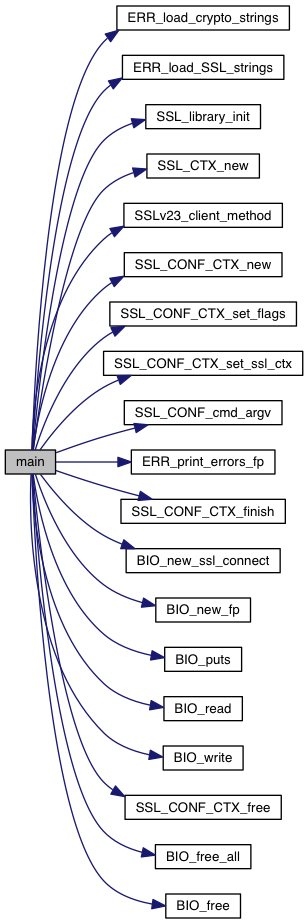 ERR_load_crypto_strings
ERR_load_SSL_strings
SSL_library_init
SSL_CTX_new
SSLv23_client_method
SSL_CONF_CTX_new
SSL_CONF_CTX_set_flags
SSL_CONF_CTX_set_ssl_ctx
SSL_CONF_cmd_argv
main
ERR_print_errors_fp
SSL_CONF_CTX_finish
BIO_new_ssl_connect
BIO_new_fp
BIO_puts
BIO_read
BIO_write
SSL_CONF_CTX_free
BIO_free_all
BIO_free